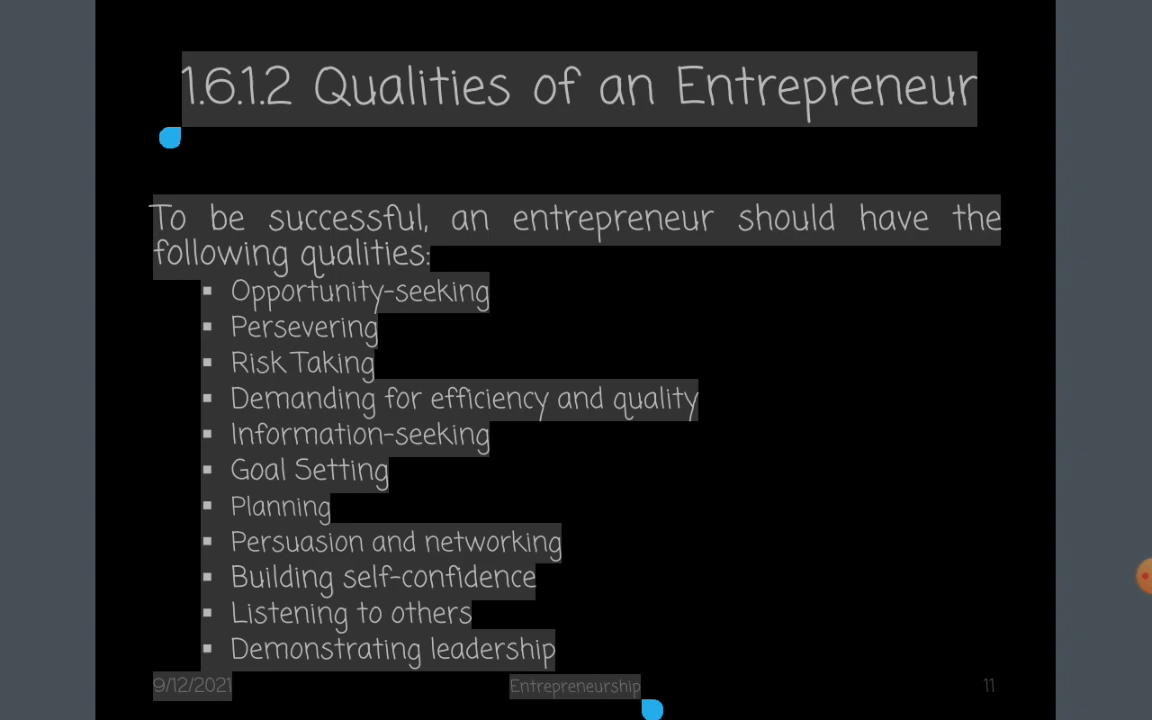 1.6.1.2 Qualities of an Entrepreneur
To be successful, an entrepreneur should have the
following qualities:
▪ Opportunity-seeking
▪ Persevering
▪ Risk Taking
▪ Demanding for efficiency and quality
▪ Information-seeking
▪ Goal Setting
▪ Planning
▪ Persuasion and networking
▪ Building self-confidence
▪ Listening to others
▪ Demonstrating leadership
9/12/2021 Entrepreneurship 11